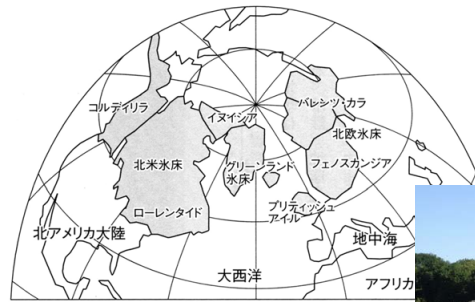 コルディリラ
イヌイシア
バレンツ・カラ
北欧氷床
北米氷床
グリーンランド
氷床
フェノスカンジア
ローレンタイド
ブリティッシュ
アイル
北アメリカ大陸
地中海
大西洋
アフリカ